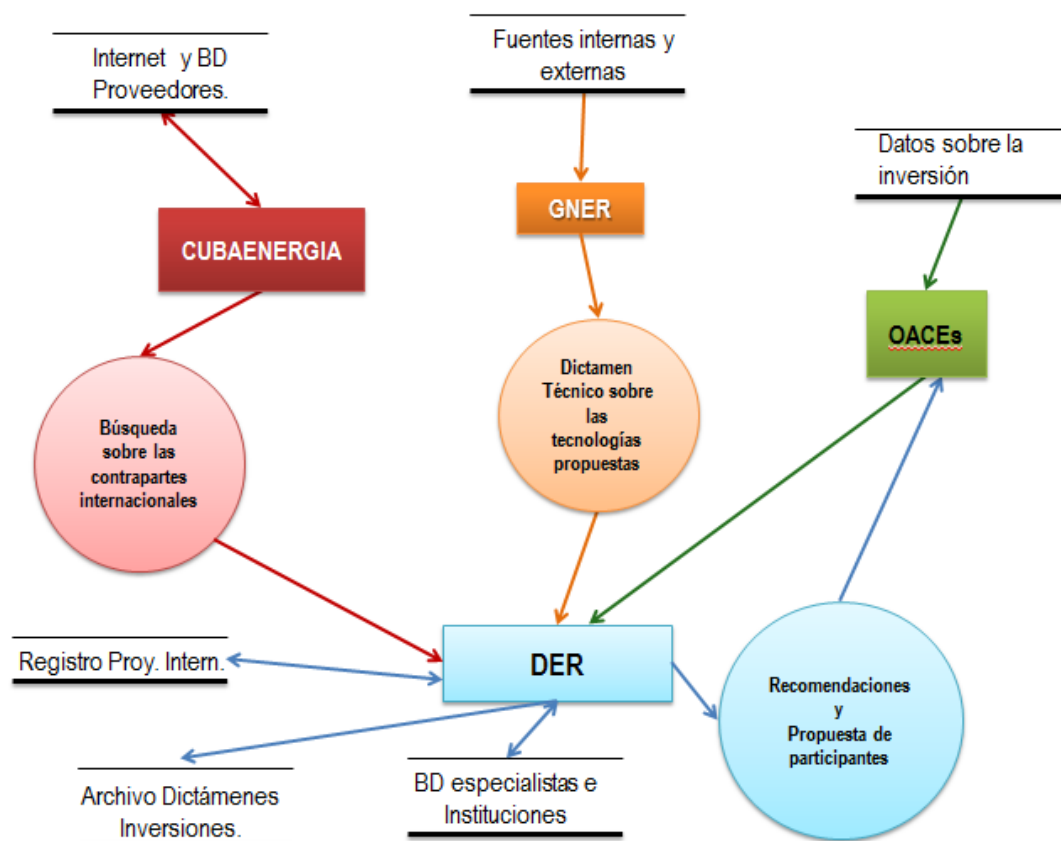 Internet y BD
Proveedores.
Fuentes internas y
externas
Datos sobre la
inversión
CUBAENERGIA
GNER
OACEs
Búsqueda
sobre las
contrapartes
internacionales
Dictamen
Técnico sobre
las
tecnologías
propuestas
DER
Registro Proy. Intern.
Recomendaciones
y
Propuesta de
participantes
Archivo Dictámenes
Inversiones.
BD especialistas e
Instituciones